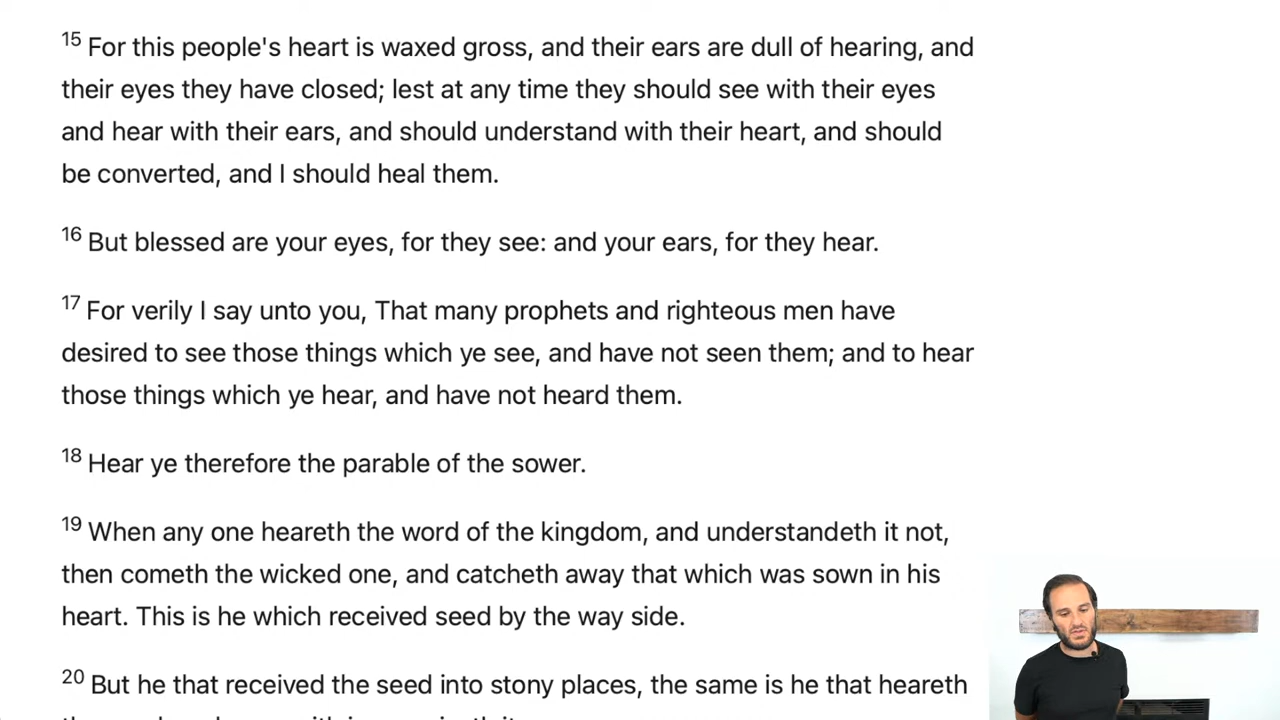 15 For this people's heart is waxed gross, and their ears are dull of hearing, and
their eyes they have closed; lest at any time they should see with their eyes
and hear with their ears, and should understand with their heart, and should
be converted, and I should heal them.
16 But blessed are your eyes, for they see: and your ears, for they hear.
17 For verily I say unto you, That many prophets and righteous men have
desired to see those things which ye see, and have not seen them; and to hear
those things which ye hear, and have not heard them.
18 Hear ye therefore the parable of the sower.
19 When any one heareth the word of the kingdom, and understandeth it not,
then cometh the wicked one, and catcheth away that which was sown in his
heart. This is he which received seed by the way side.
20 But he that received the seed into stony places, the same is he that heareth